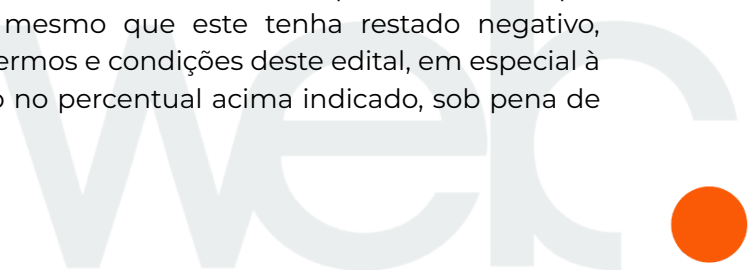 mesmo que este tenha restado negativo,
ermos e condições deste edital, em especial à
o no percentual acima indicado, sob pena de
web